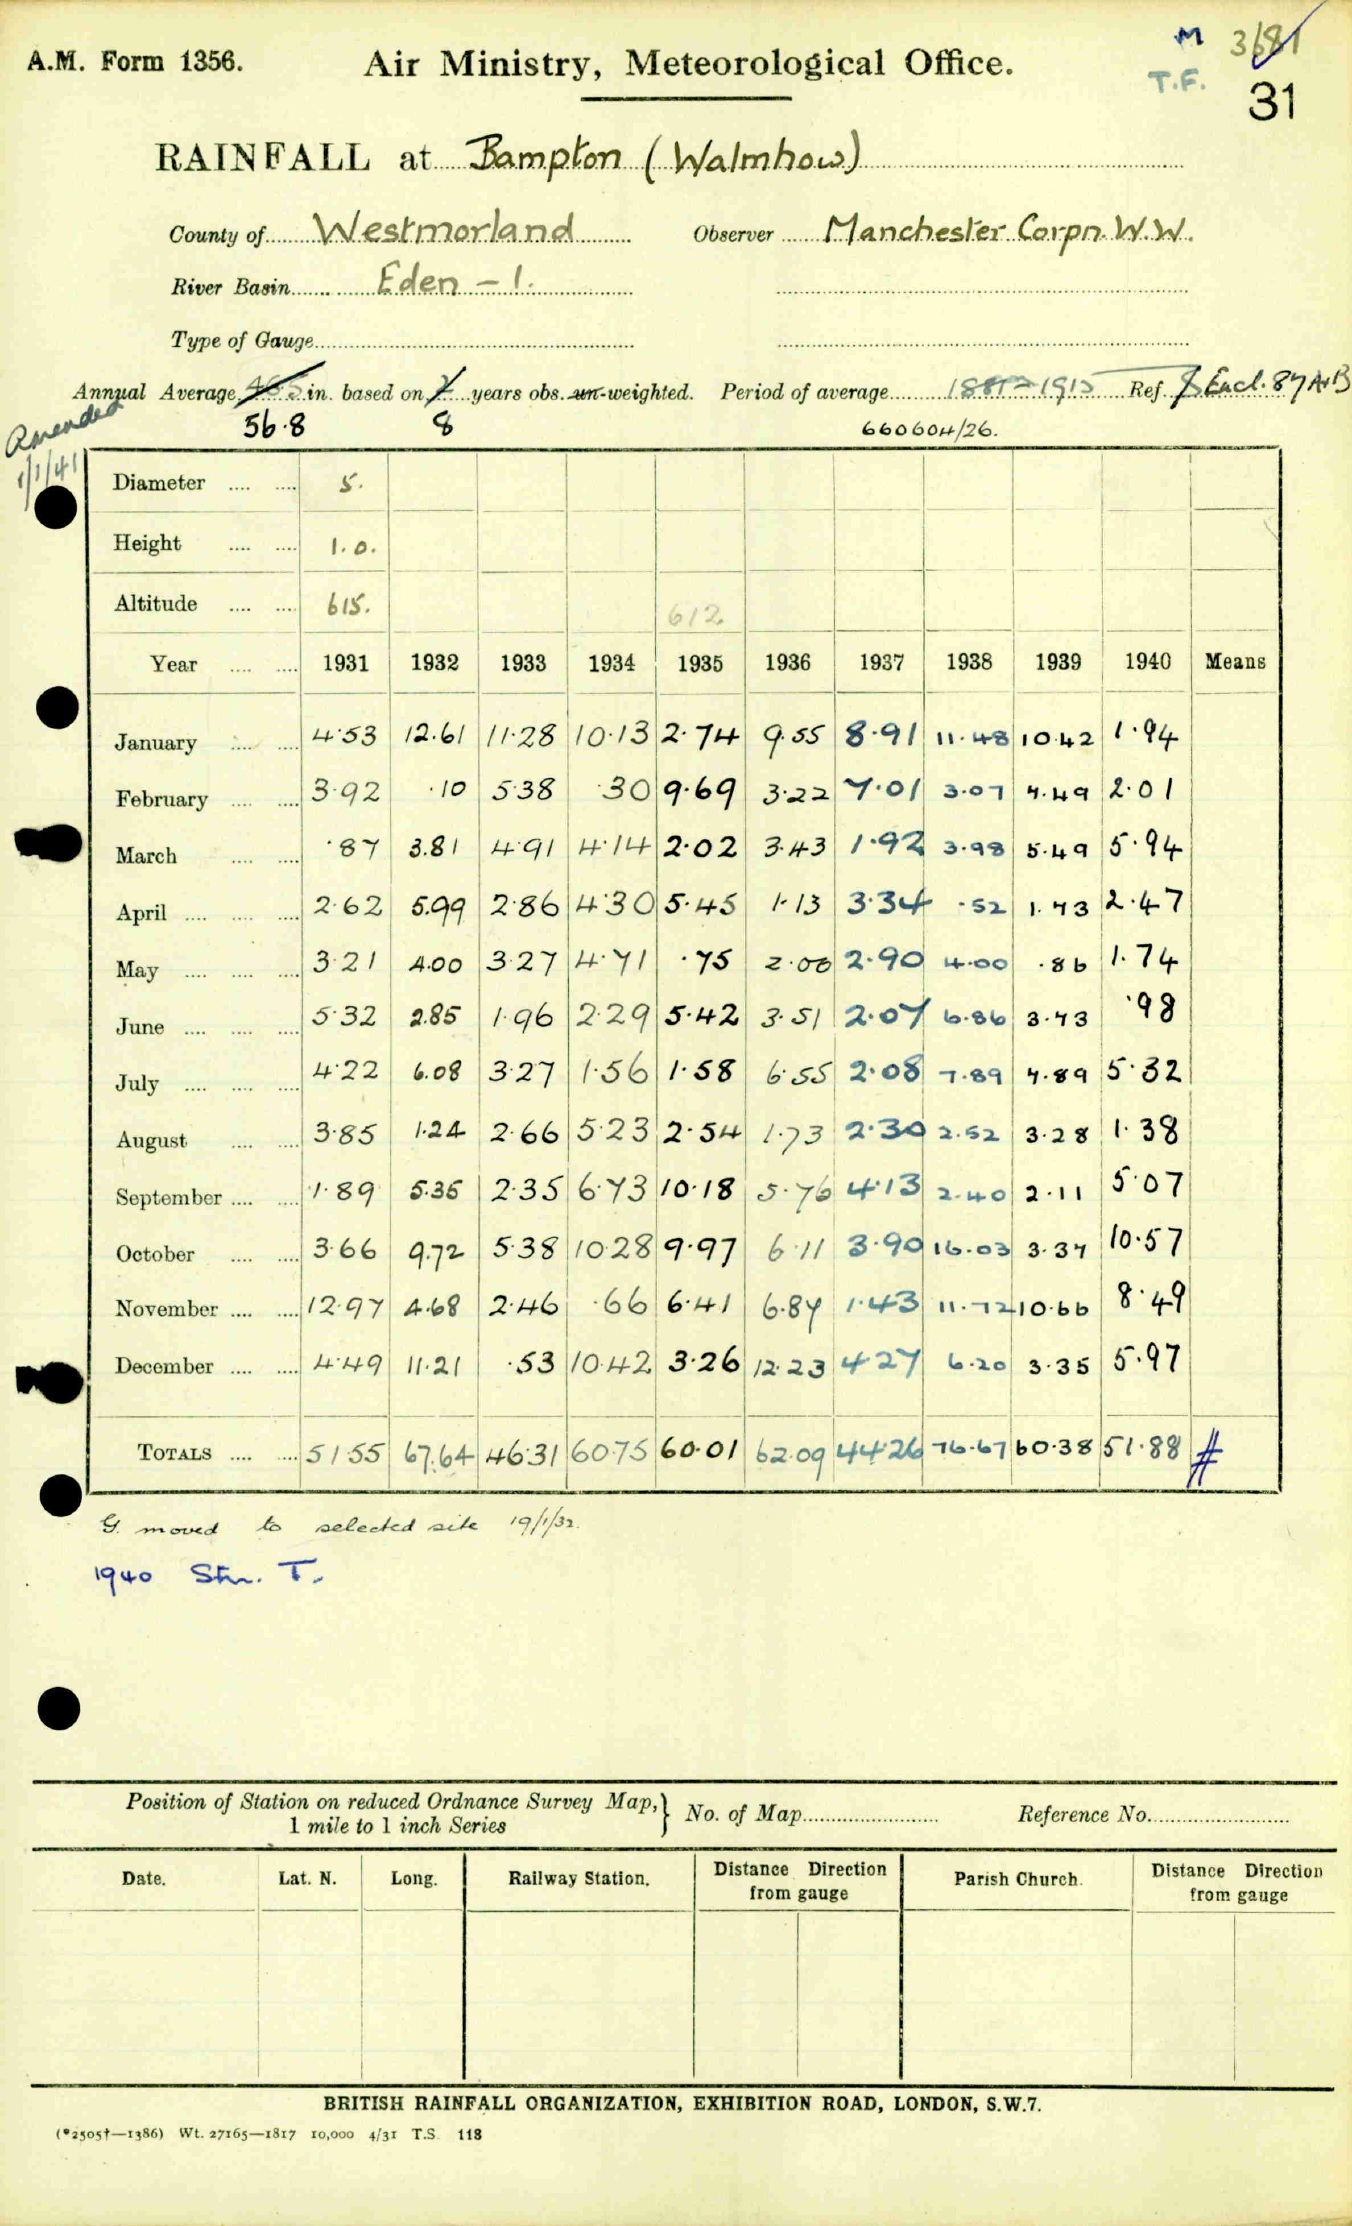 M 3681
T.F.
31
A.M. Form 1356. Air Ministry, Meteorological Office.
RAINFALL at Bampton (Walmhow)
County of Westmorland Observer Manchester Corpn. W.W.
River Basin Eden - 1.
Type of Gauge
Annual Average in. based on years obs. un-weighted. Period of average 1881-1915 Ref. Encl. 87 A+B
Amended 1/1/41
56.8 8 660604/26.
Diameter 5.
Height 1.0.
Altitude 615. 612
Year 1931 1932 1933 1934 1935 1936 1937 1938 1939 1940 Means
January 4.53 12.61 11.28 10.13 2.74 9.55 8.91 11.48 10.42 1.94
February 3.92 .10 5.38 .30 9.69 3.22 7.01 3.07 7.49 2.01
March .87 3.81 4.91 4.14 2.02 3.43 1.92 3.98 5.49 5.94
April 2.62 5.99 2.86 4.30 5.45 1.13 3.34 .52 1.73 2.47
May 3.21 4.00 3.27 4.71 .75 2.00 2.90 4.00 .86 1.74
June 5.32 2.85 1.96 2.29 5.42 3.51 2.07 6.86 3.73 .98
July 4.22 6.08 3.27 1.56 1.58 6.55 2.08 7.89 7.89 5.32
August 3.85 1.24 2.66 5.23 2.54 1.73 2.30 2.52 3.28 1.38
September 1.89 5.35 2.35 6.73 10.18 5.76 4.13 2.40 2.11 5.07
October 3.66 9.72 5.38 10.28 9.97 6.11 3.90 16.03 3.37 10.57
November 12.97 4.68 2.46 .66 6.41 6.87 1.43 11.72 10.66 8.49
December 4.49 11.21 .53 10.42 3.26 12.23 4.27 6.20 3.35 5.97
TOTALS 51.55 67.64 46.31 60.75 60.01 62.09 44.26 76.67 60.38 51.88 #
G. moved to selected site 19/1/32.
1940 Stn. T.
Position of Station on reduced Ordnance Survey Map, 1 mile to 1 inch Series } No. of Map Reference No.
Date. Lat. N. Long. Railway Station. Distance Direction from gauge Parish Church. Distance Direction from gauge
BRITISH RAINFALL ORGANIZATION, EXHIBITION ROAD, LONDON, S.W.7.
(*2505†—1386) Wt. 27165—1817 10,000 4/31 T.S. 118